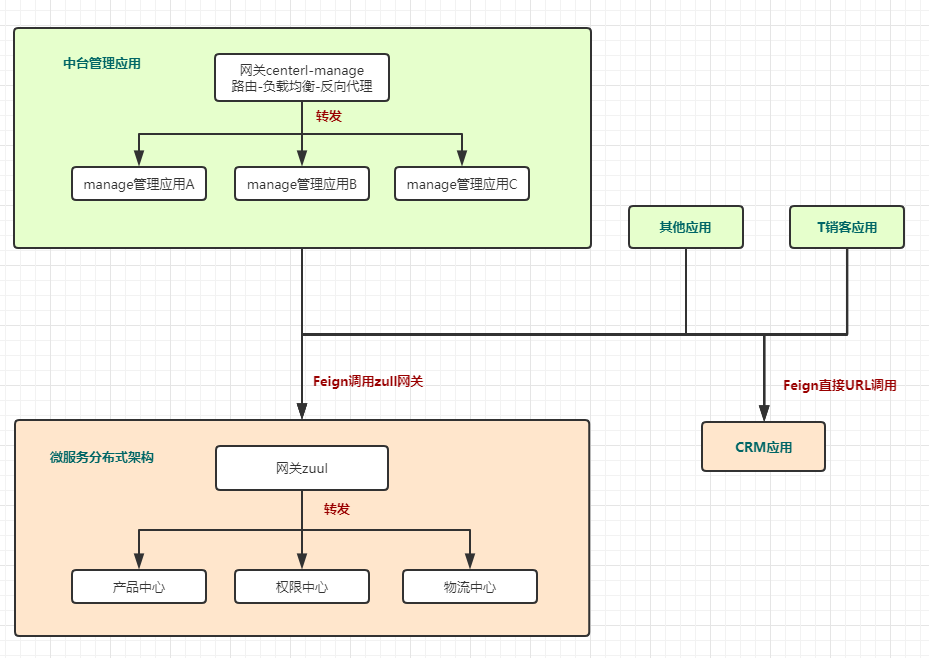 中台管理应用
网关centerl-manage
路由-负载均衡-反向代理
转发
manage管理应用A
manage管理应用B
manage管理应用C
其他应用
T销客应用
Feign调用zull网关
Feign直接URL调用
微服务分布式架构
网关zuul
CRM应用
转发
产品中心
权限中心
物流中心